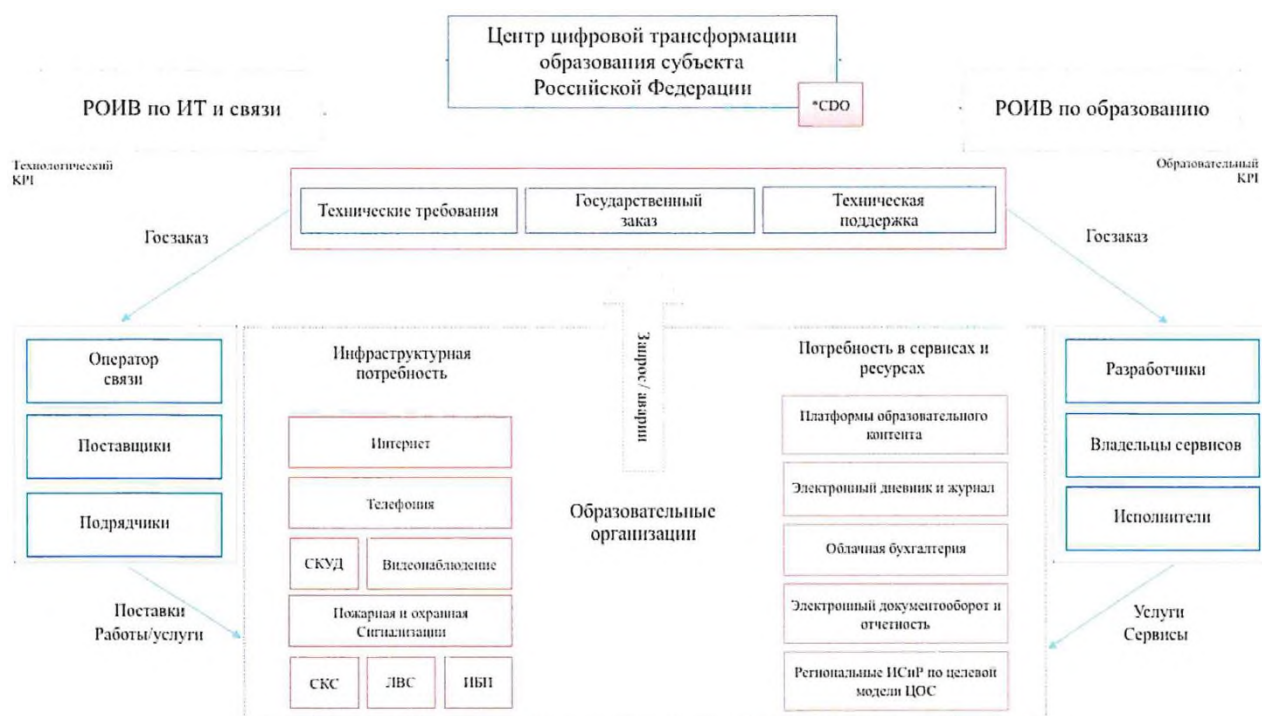 Центр цифровой трансформации
образования субъекта
Российской Федерации
*CDO
РОИВ по ИТ и связи
РОИВ по образованию
Технологический
KPI
Образовательный
KPI
Технические требования
Государственный
заказ
Техническая
поддержка
Госзаказ
Госзаказ
Оператор
связи
Поставщики
Подрядчики
Инфраструктурная
потребность
Интернет
Телефония
СКУД
Видеонаблюдение
Пожарная и охранная
Сигнализации
СКС
ЛВС
ИБП
Запрос/ аварии
Образовательные
организации
Потребность в сервисах и
ресурсах
Платформы образовательного
контента
Электронный дневник и журнал
Облачная бухгалтерия
Электронный документооборот и
отчетность
Региональные ИСиР по целевой
модели ЦОС
Разработчики
Владельцы сервисов
Исполнители
Поставки
Работы/услуги
Услуги
Сервисы